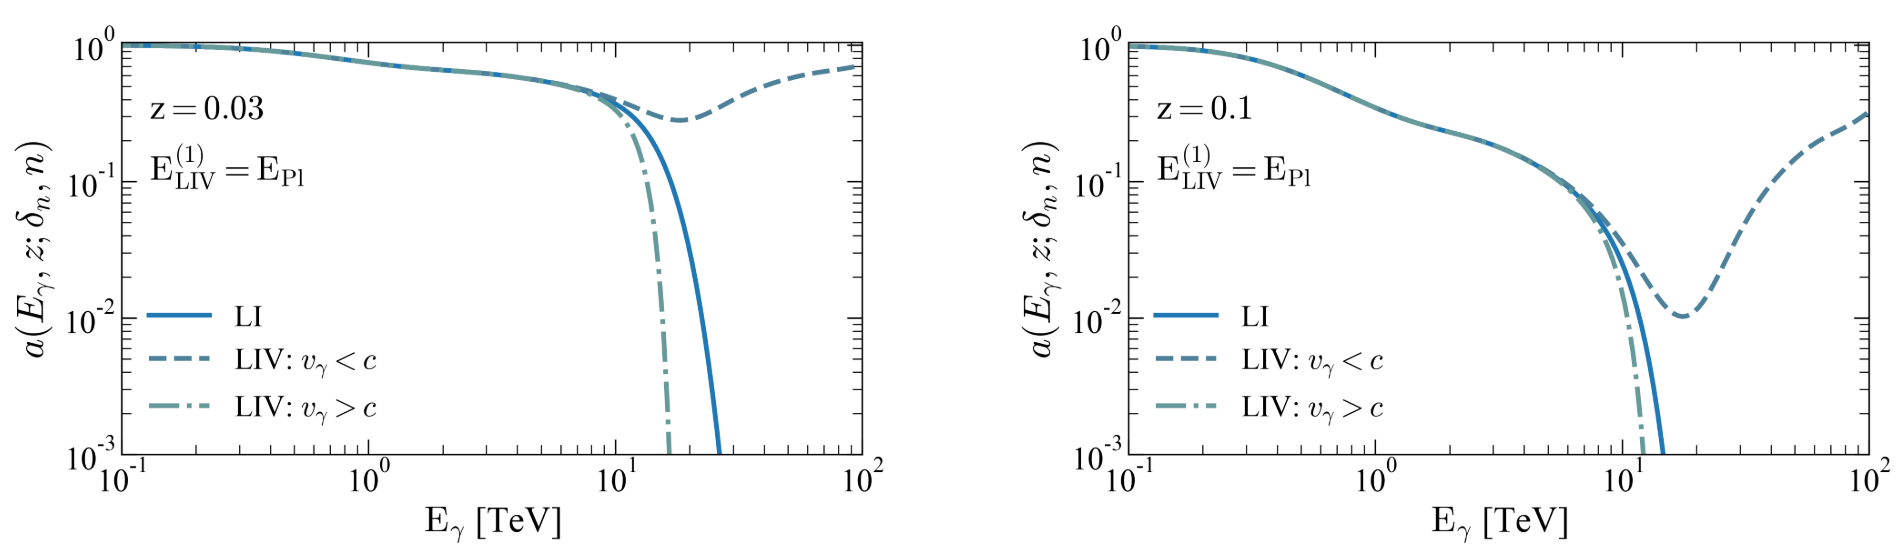 a(E_γ, z; δ_n, n)
10^0
10^-1
10^-2
10^-3
z = 0.03
E_LIV^(1) = E_Pl
LI
LIV: v_γ < c
LIV: v_γ > c
10^-1
10^0
10^1
10^2
E_γ [TeV]
a(E_γ, z; δ_n, n)
10^0
10^-1
10^-2
10^-3
z = 0.1
E_LIV^(1) = E_Pl
LI
LIV: v_γ < c
LIV: v_γ > c
10^-1
10^0
10^1
10^2
E_γ [TeV]